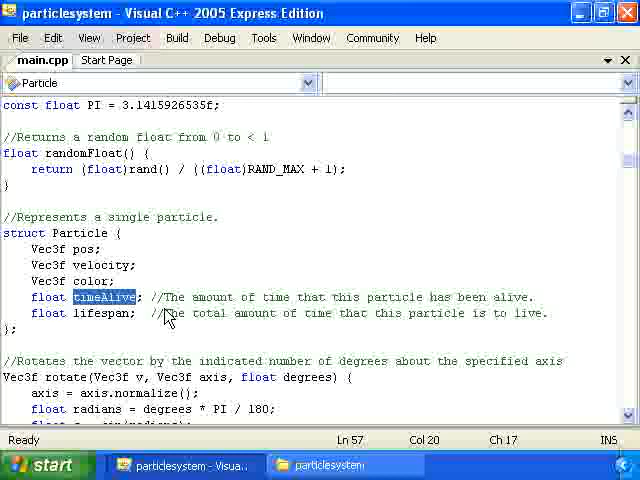 particlesystem - Visual C++ 2005 Express Edition
File Edit View Project Build Debug Tools Window Community Help
main.cpp Start Page
Particle
const float PI = 3.1415926535f;
//Returns a random float from 0 to < 1
float randomFloat() {
return (float)rand() / ((float)RAND_MAX + 1);
}
//Represents a single particle.
struct Particle {
Vec3f pos;
Vec3f velocity;
Vec3f color;
float timeAlive; //The amount of time that this particle has been alive.
float lifespan; //The total amount of time that this particle is to live.
};
//Rotates the vector by the indicated number of degrees about the specified axis
Vec3f rotate(Vec3f v, Vec3f axis, float degrees) {
axis = axis.normalize();
float radians = degrees * PI / 180;
Ready Ln 57 Col 20 Ch 17 INS
start particlesystem - Visua... particlesystem